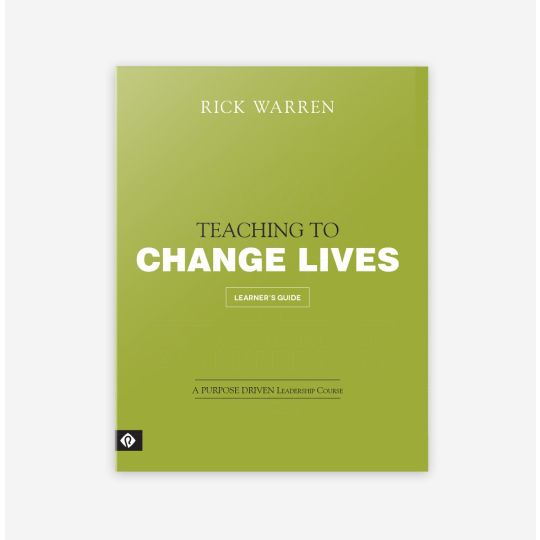 RICK WARREN
TEACHING TO
CHANGE LIVES
LEARNER'S GUIDE
A PURPOSE DRIVEN LEADERSHIP COURSE